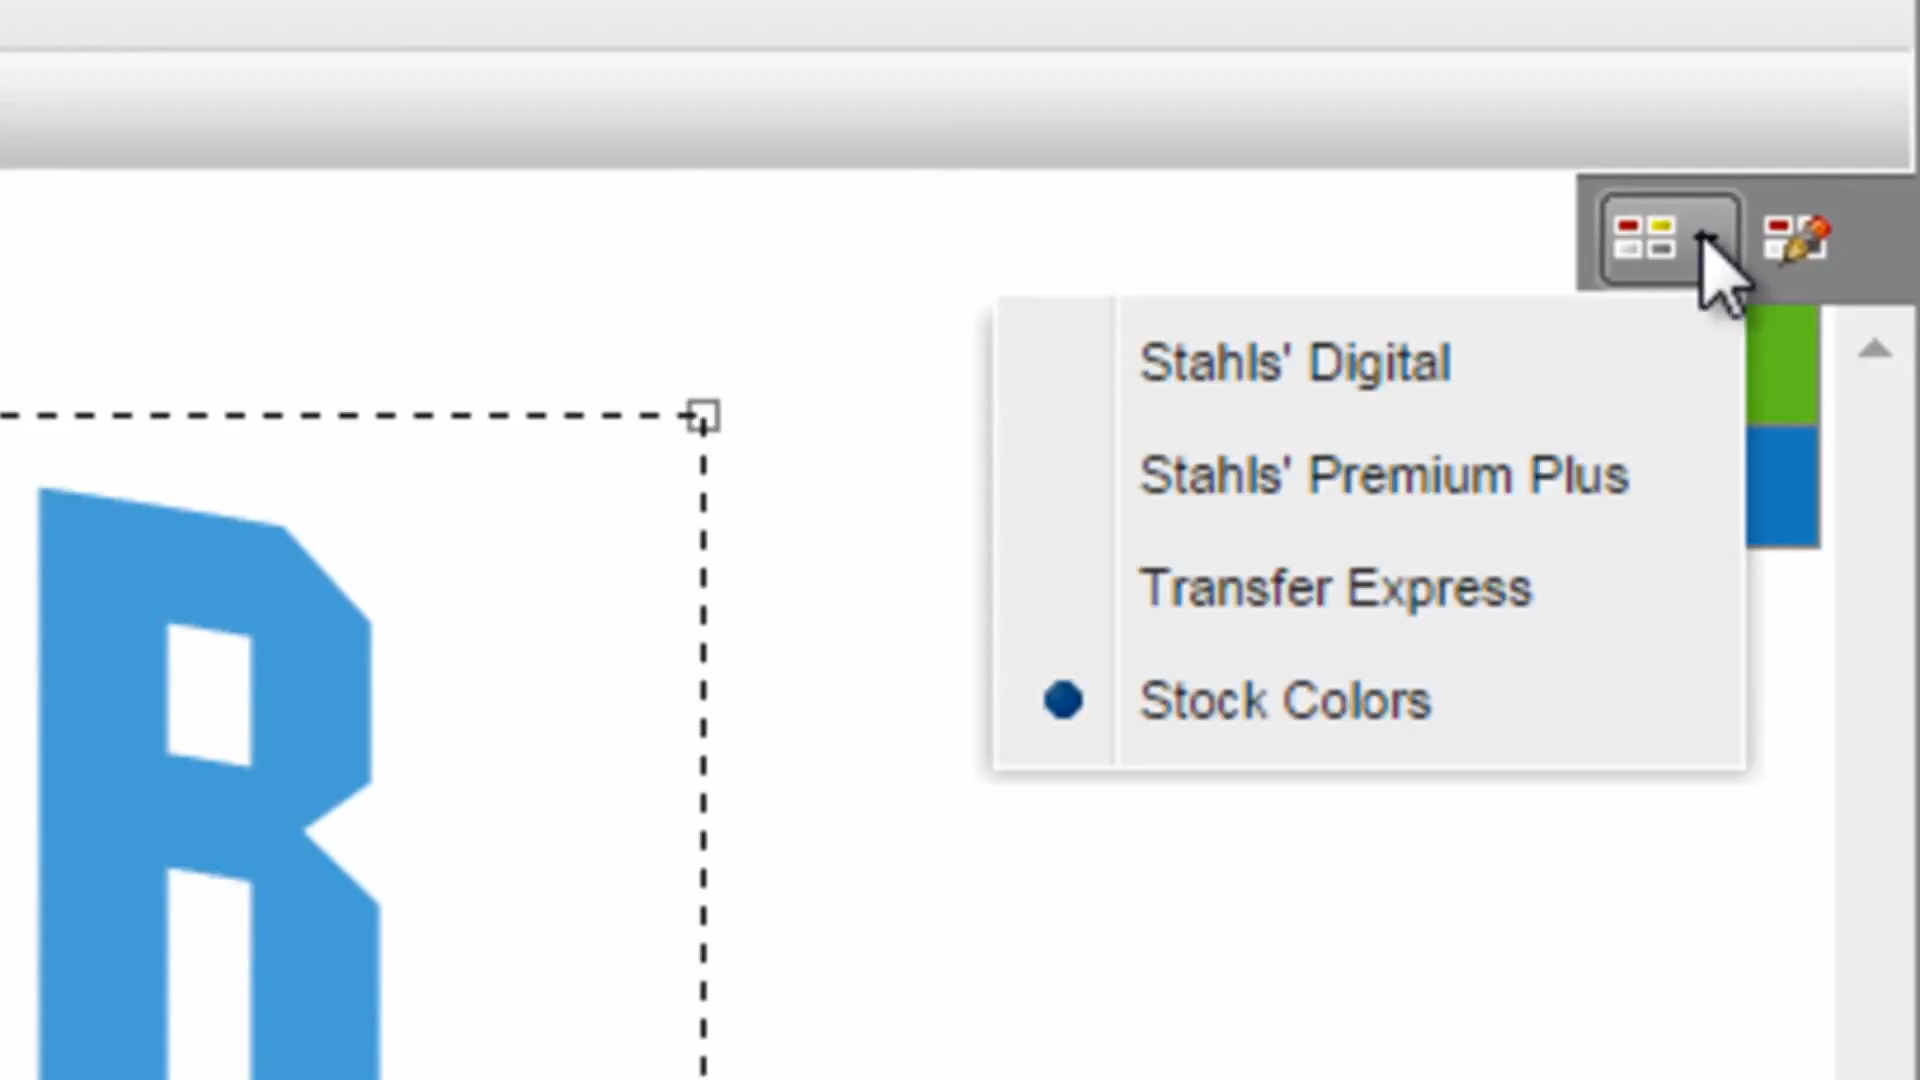 Stahls' Digital
Stahls' Premium Plus
Transfer Express
Stock Colors
R